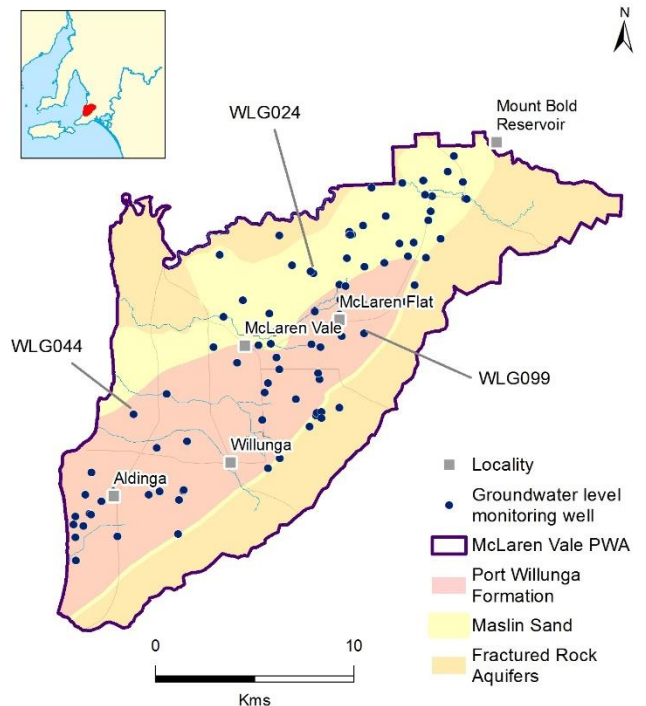 N
Mount Bold
Reservoir
WLG024
McLaren Flat
McLaren Vale
WLG044
WLG099
Willunga
Aldinga
Locality
Groundwater level
monitoring well
McLaren Vale PWA
Port Willunga
Formation
Maslin Sand
Fractured Rock
Aquifers
0
10
Kms